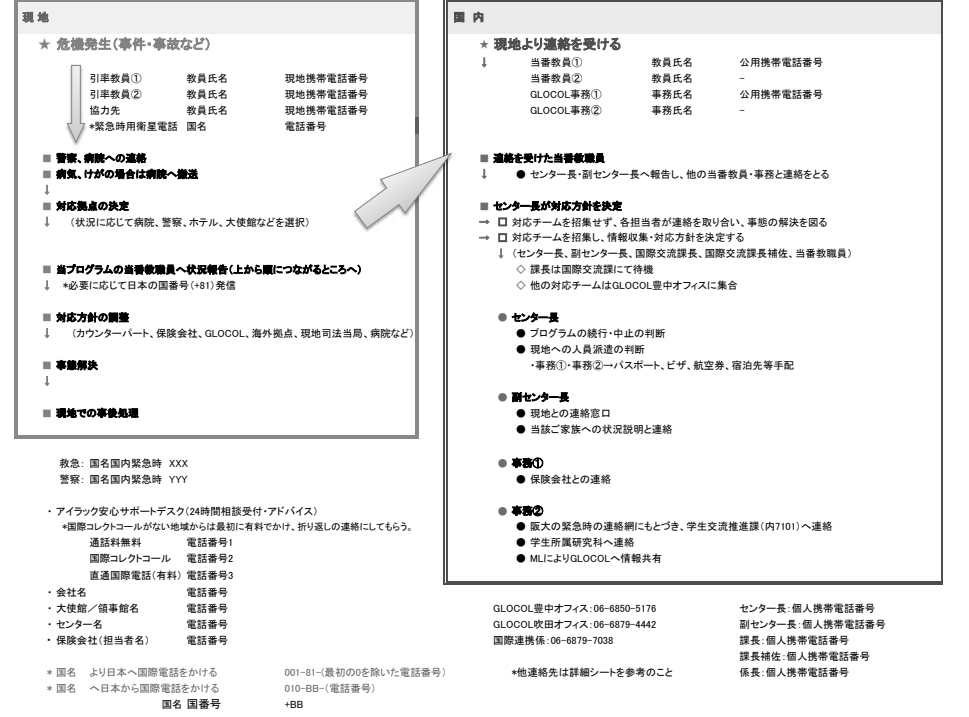 現 地
★ 危機発生（事件・事故など）
引率教員① 教員氏名 現地携帯電話番号
引率教員② 教員氏名 現地携帯電話番号
協力先 教員氏名 現地携帯電話番号
*緊急時用衛星電話 国名 電話番号
■ 警察、病院への連絡
■ 病気、けがの場合は病院へ搬送
↓
■ 対応拠点の決定
↓ （状況に応じて病院、警察、ホテル、大使館などを選択）
■ 当プログラムの当番教職員へ状況報告（上から順につながるところへ）
↓ *必要に応じて日本の国番号（+81）発信
■ 対応方針の調整
↓ （カウンターパート、保険会社、GLOCOL、海外拠点、現地司法当局、病院など）
■ 事態解決
↓
■ 現地での事後処理
救急： 国名国内緊急時 XXX
警察： 国名国内緊急時 YYY
・ アイラック安心サポートデスク（24時間相談受付・アドバイス）
*国際コレクトコールがない地域からは最初に有料でかけ、折り返しの連絡にしてもらう。
通話料無料 電話番号1
国際コレクトコール 電話番号2
直通国際電話（有料） 電話番号3
・ 会社名 電話番号
・ 大使館／領事館名 電話番号
・ センター名 電話番号
・ 保険会社（担当者名） 電話番号
* 国名 より日本へ国際電話をかける 001-81-（最初の0を除いた電話番号）
* 国名 へ日本から国際電話をかける 010-BB-（電話番号）
国名 国番号 +BB
国 内
★ 現地より連絡を受ける
↓ 当番教員① 教員氏名 公用携帯電話番号
当番教員② 教員氏名 －
GLOCOL事務① 事務氏名 公用携帯電話番号
GLOCOL事務② 事務氏名 －
■ 連絡を受けた当番教職員
↓ ● センター長・副センター長へ報告し、他の当番教員・事務と連絡をとる
■ センター長が対応方針を決定
→ □ 対応チームを招集せず、各担当者が連絡を取り合い、事態の解決を図る
→ □ 対応チームを招集し、情報収集・対応方針を決定する
↓ （センター長、副センター長、国際交流課長、国際交流課長補佐、当番教職員）
◇ 課長は国際交流課にて待機
◇ 他の対応チームはGLOCOL豊中オフィスに集合
● センター長
● プログラムの続行・中止の判断
● 現地への人員派遣の判断
・事務①・事務②→パスポート、ビザ、航空券、宿泊先等手配
● 副センター長
● 現地との連絡窓口
● 当該ご家族への状況説明と連絡
● 事務①
● 保険会社との連絡
● 事務②
● 阪大の緊急時の連絡網にもとづき、学生交流推進課（内7101）へ連絡
● 学生所属研究科へ連絡
● MLによりGLOCOLへ情報共有
GLOCOL豊中オフィス：06-6850-5176 センター長：個人携帯電話番号
GLOCOL吹田オフィス：06-6879-4442 副センター長：個人携帯電話番号
国際連携係：06-6879-7038 課長：個人携帯電話番号
課長補佐：個人携帯電話番号
*他連絡先は詳細シートを参考のこと 係長：個人携帯電話番号